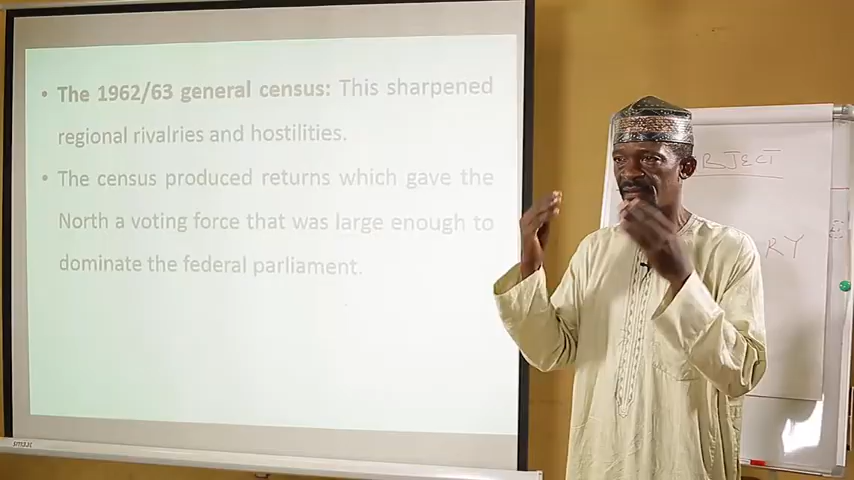 • The 1962/63 general census: This sharpened
regional rivalries and hostilities.
• The census produced returns which gave the
North a voting force that was large enough to
dominate the federal parliament.